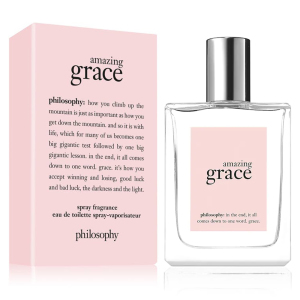 amazing
grace
philosophy: how you climb up the
mountain is just as important as how you
get down the mountain. and so it is with
life, which for many of us becomes one
big gigantic test followed by one big
gigantic lesson. in the end, it all comes
down to one word. grace. it's how you
accept winning and losing, good luck
and bad luck, the darkness and the light.
spray fragrance
eau de toilette spray-vaporisateur
philosophy
amazing
grace
philosophy: in the end, it all
comes down to one word. grace.